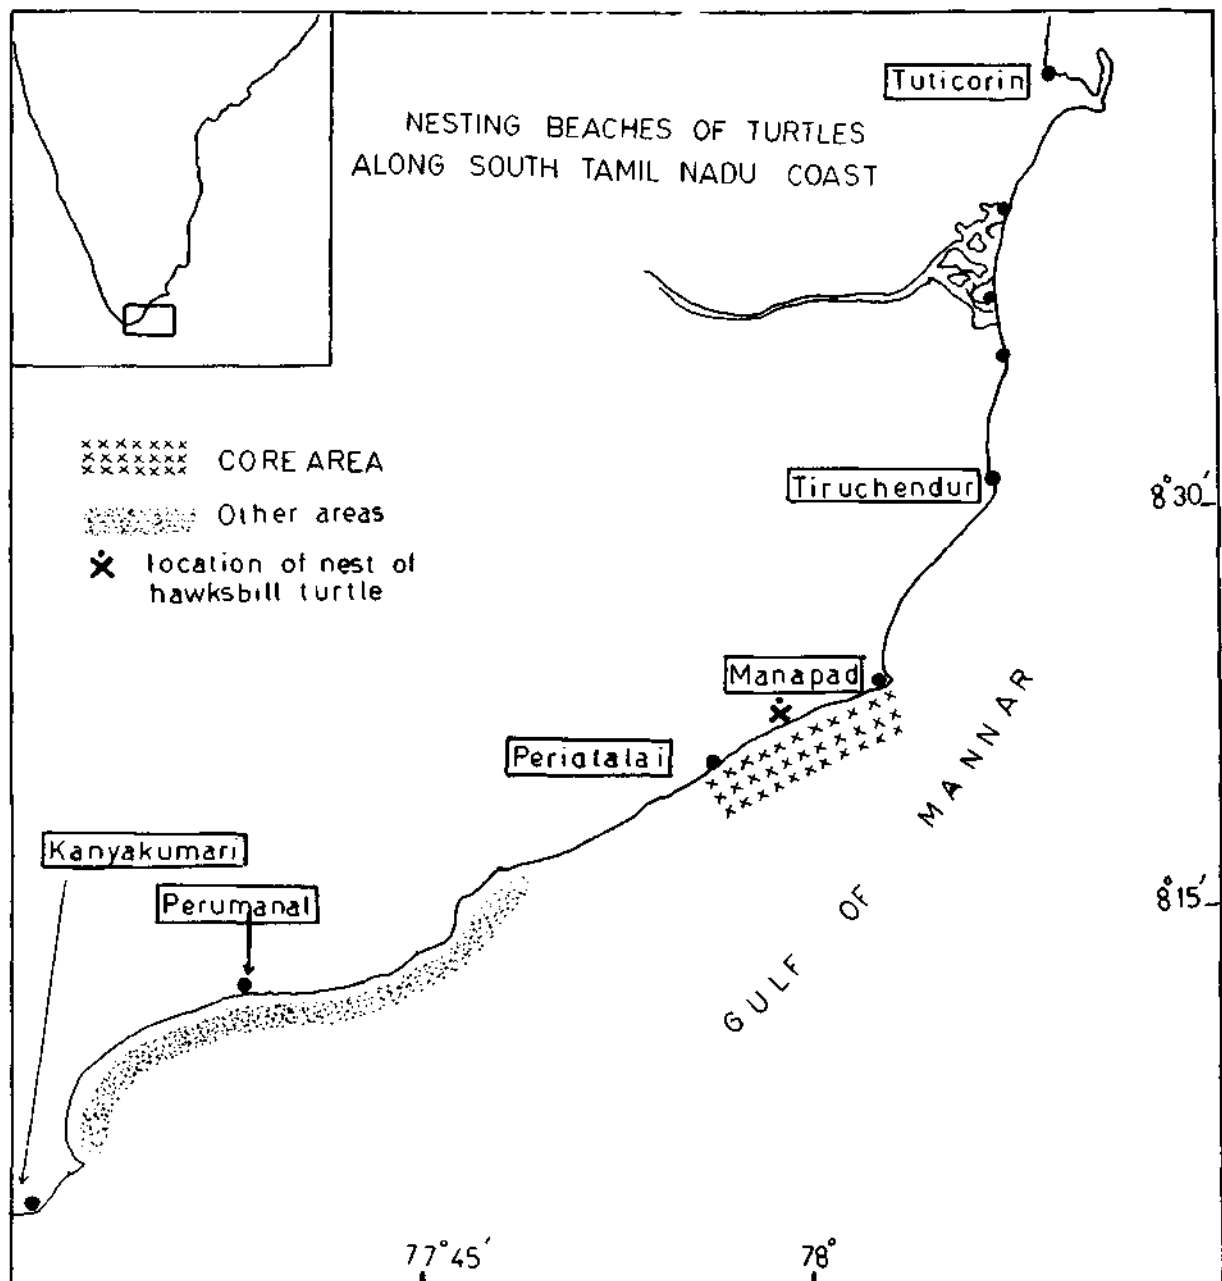 Tuticorin
NESTING BEACHES OF TURTLES
ALONG SOUTH TAMIL NADU COAST
CORE AREA
Other areas
location of nest of
hawksbill turtle
Tiruchendur
8°30'
Manapad
Periatalai
GULF OF MANNAR
Kanyakumari
Perumanal
8°15'
77°45'
78°